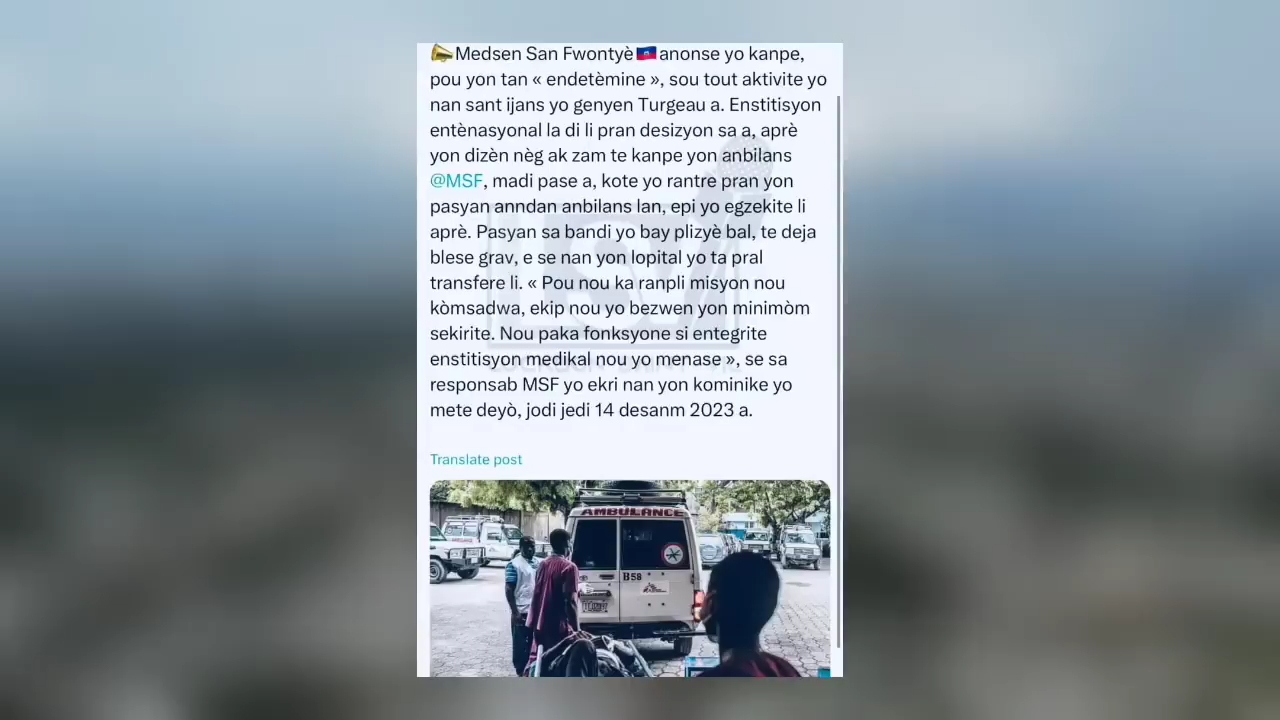 📣Medsen San Fwontyè🇭🇹anonse yo kanpe,
pou yon tan « endetèmine », sou tout aktivite yo
nan sant ijans yo genyen Turgeau a. Enstitisyon
entènasyonal la di li pran desizyon sa a, aprè
yon dizèn nèg ak zam te kanpe yon anbilans
@MSF, madi pase a, kote yo rantre pran yon
pasyan anndan anbilans lan, epi yo egzekite li
aprè. Pasyan sa bandi yo bay plizyè bal, te deja
blese grav, e se nan yon lopital yo ta pral
transfere li. « Pou nou ka ranpli misyon nou
kòmsadwa, ekip nou yo bezwen yon minimòm
sekirite. Nou paka fonksyone si entegrite
enstitisyon medikal nou yo menase », se sa
responsab MSF yo ekri nan yon kominike yo
mete deyò, jodi jedi 14 desanm 2023 a.
Translate post
AMBULANCE
B58